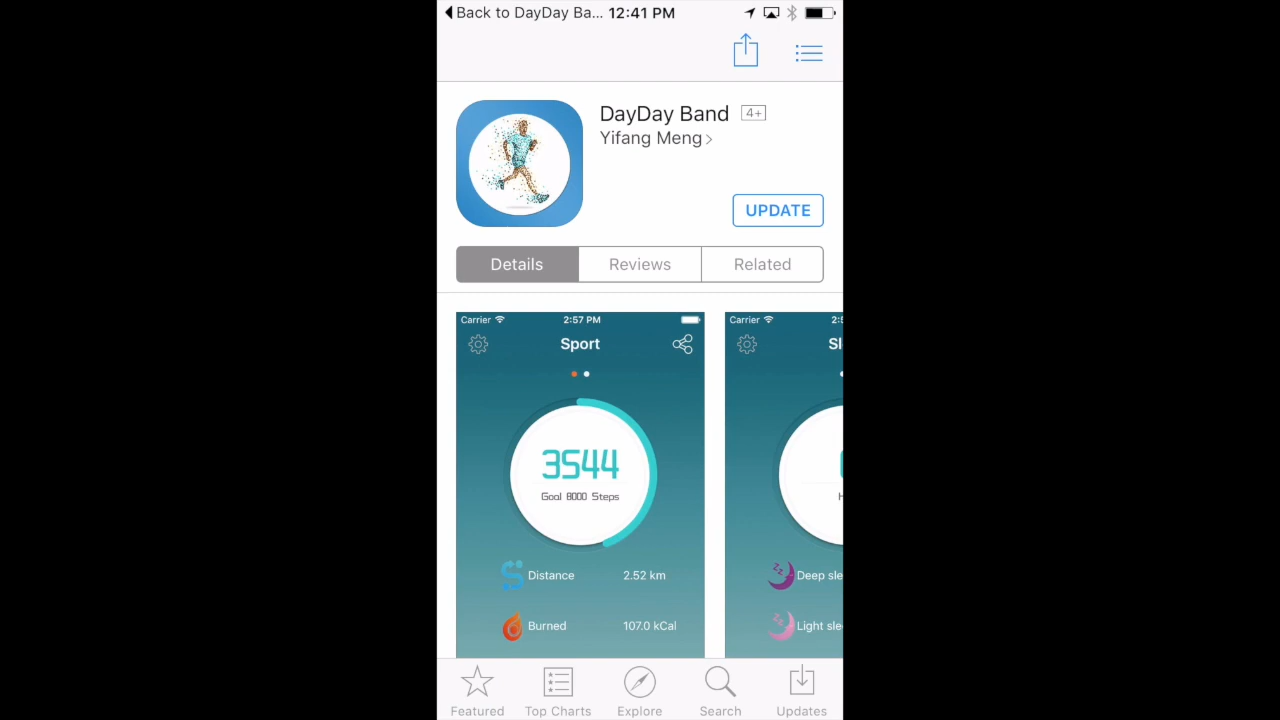 Back to DayDay Ba... 12:41 PM
DayDay Band 4+
Yifang Meng
UPDATE
Details Reviews Related
Carrier 2:57 PM
Sport
3544
Goal 8000 Steps
Distance 2.52 km
Burned 107.0 kCal
Carrier
Deep sle
Light sle
Featured Top Charts Explore Search Updates